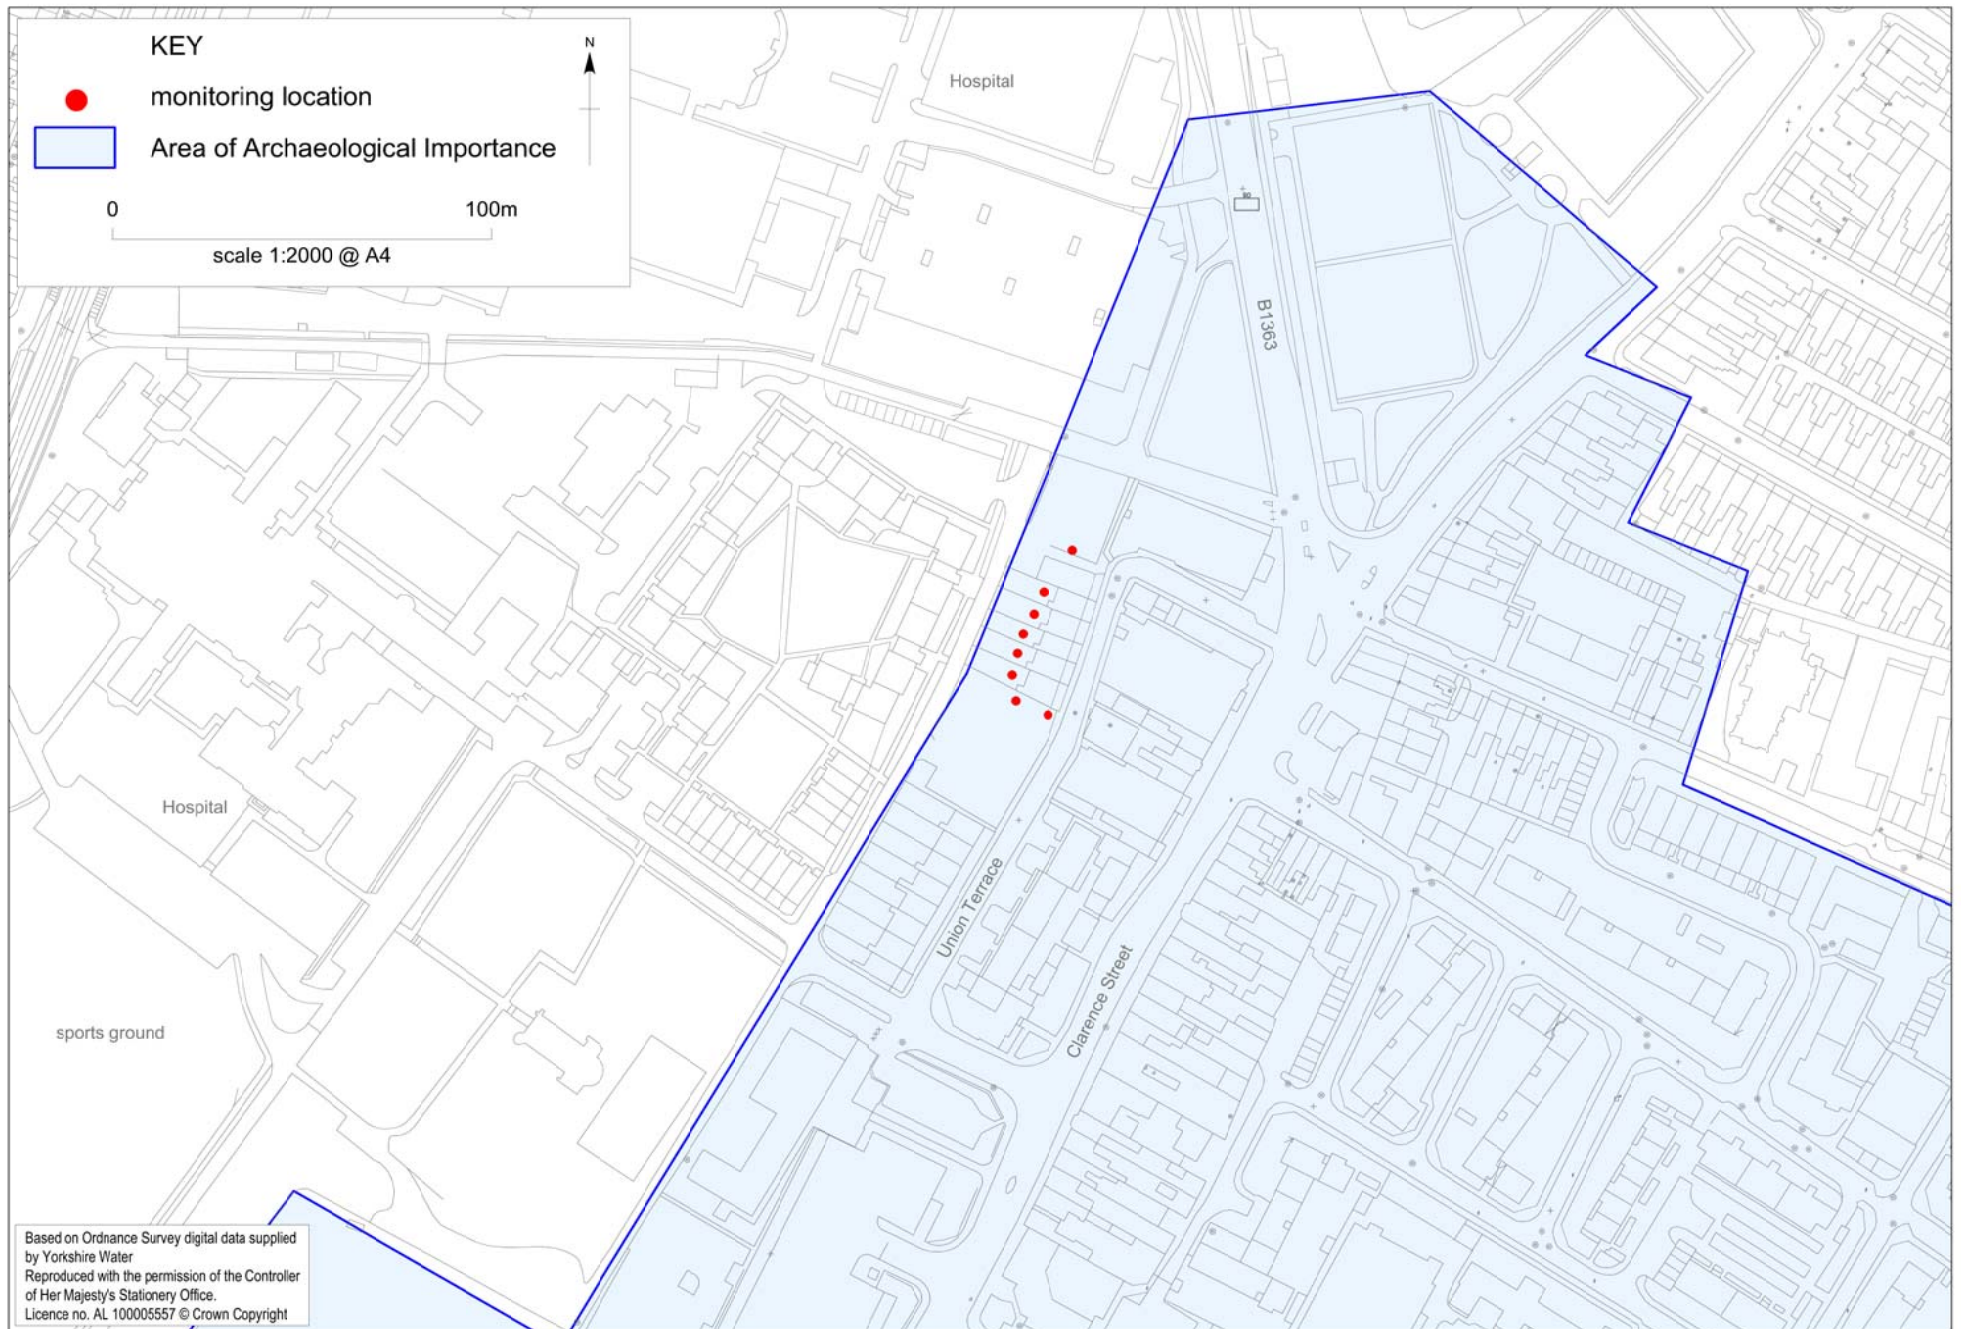 KEY
N
monitoring location
Area of Archaeological Importance
0 100m
scale 1:2000 @ A4
Hospital
B1363
Hospital
Union Terrace
Clarence Street
sports ground
Based on Ordnance Survey digital data supplied
by Yorkshire Water
Reproduced with the permission of the Controller
of Her Majesty's Stationery Office.
Licence no. AL 100005557 © Crown Copyright